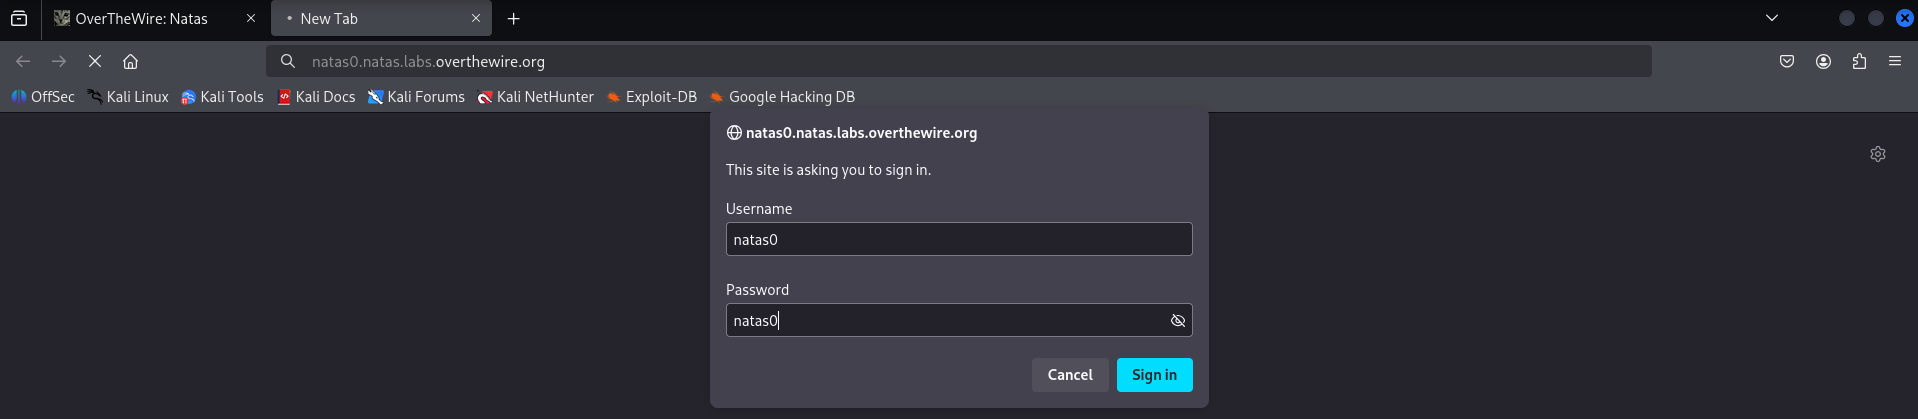 OverTheWire: Natas
New Tab
natas0.natas.labs.overthewire.org
OffSec Kali Linux Kali Tools Kali Docs Kali Forums Kali NetHunter Exploit-DB Google Hacking DB
natas0.natas.labs.overthewire.org
This site is asking you to sign in.
Username
natas0
Password
natas0
Cancel Sign in